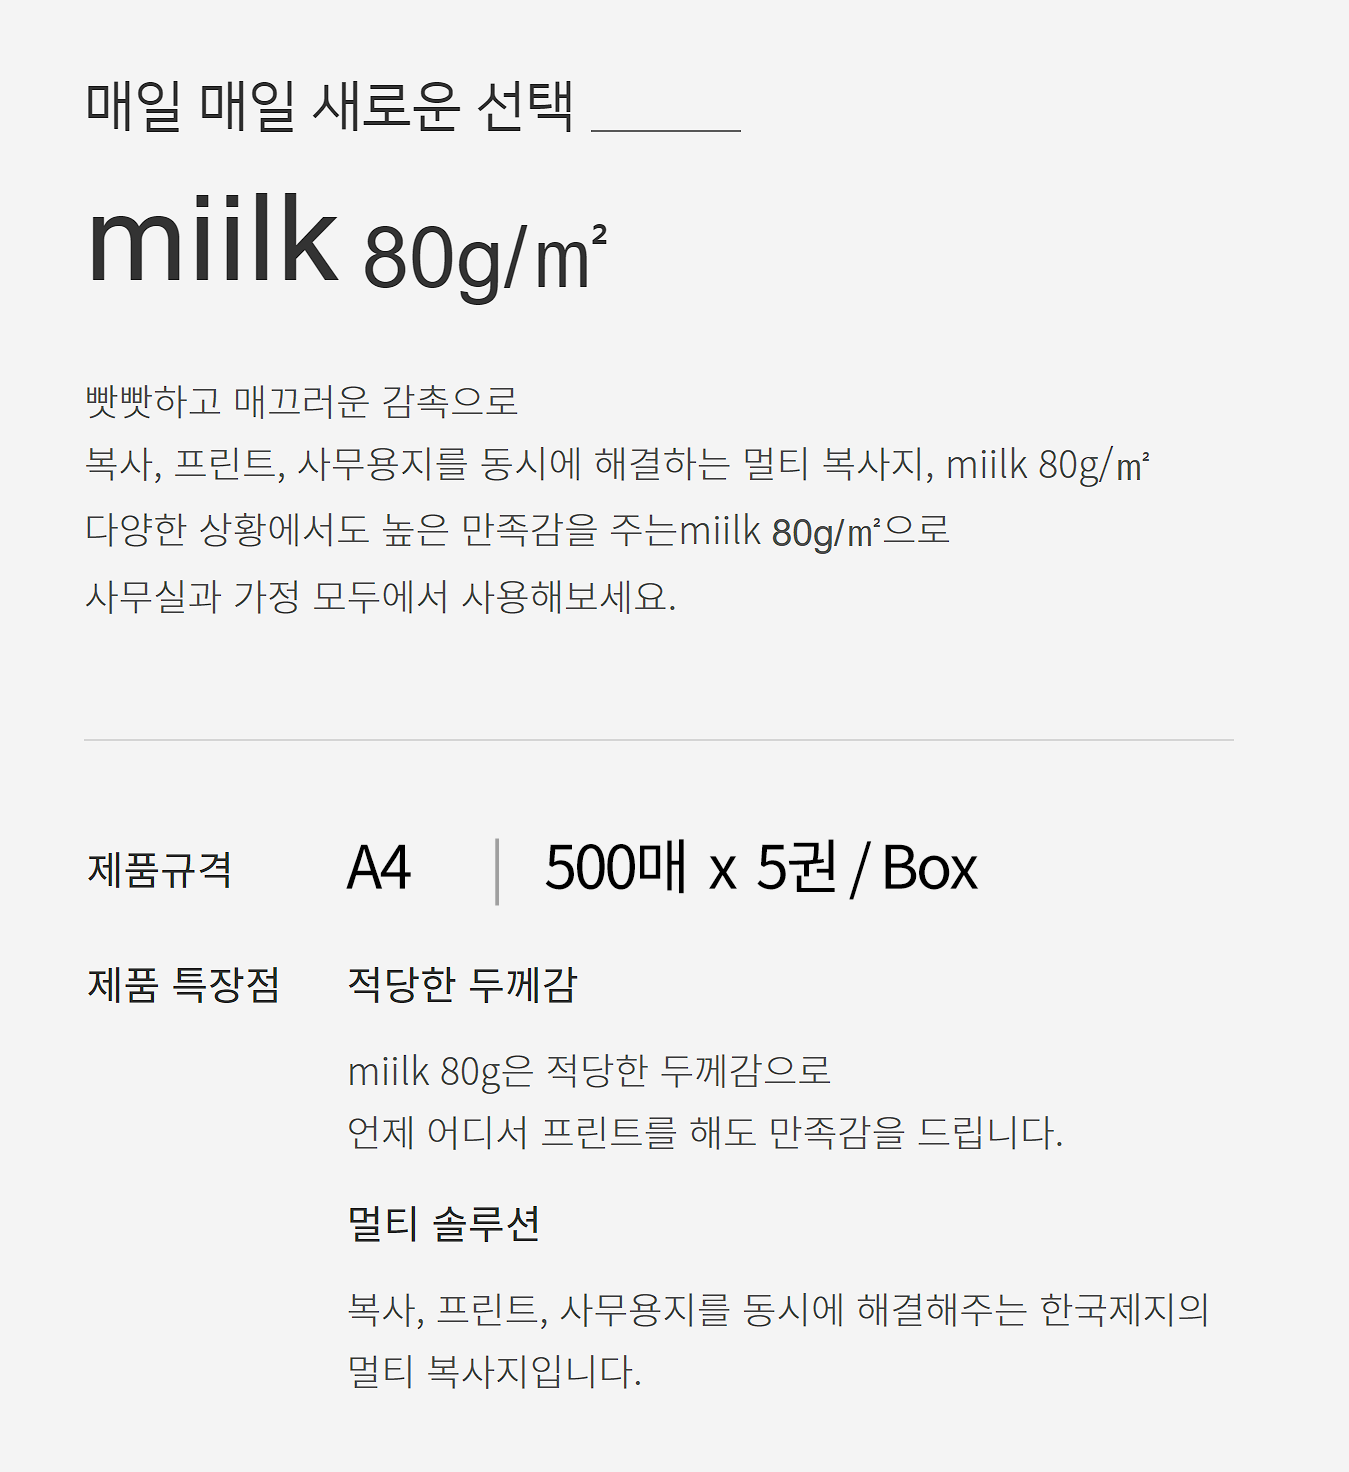 매일 매일 새로운 선택
miilk 80g/㎡
빳빳하고 매끄러운 감촉으로
복사, 프린트, 사무용지를 동시에 해결하는 멀티 복사지, miilk 80g/㎡
다양한 상황에서도 높은 만족감을 주는miilk 80g/㎡으로
사무실과 가정 모두에서 사용해보세요.
제품규격 A4 | 500매 x 5권 / Box
제품 특장점 적당한 두께감
miilk 80g은 적당한 두께감으로
언제 어디서 프린트를 해도 만족감을 드립니다.
멀티 솔루션
복사, 프린트, 사무용지를 동시에 해결해주는 한국제지의
멀티 복사지입니다.